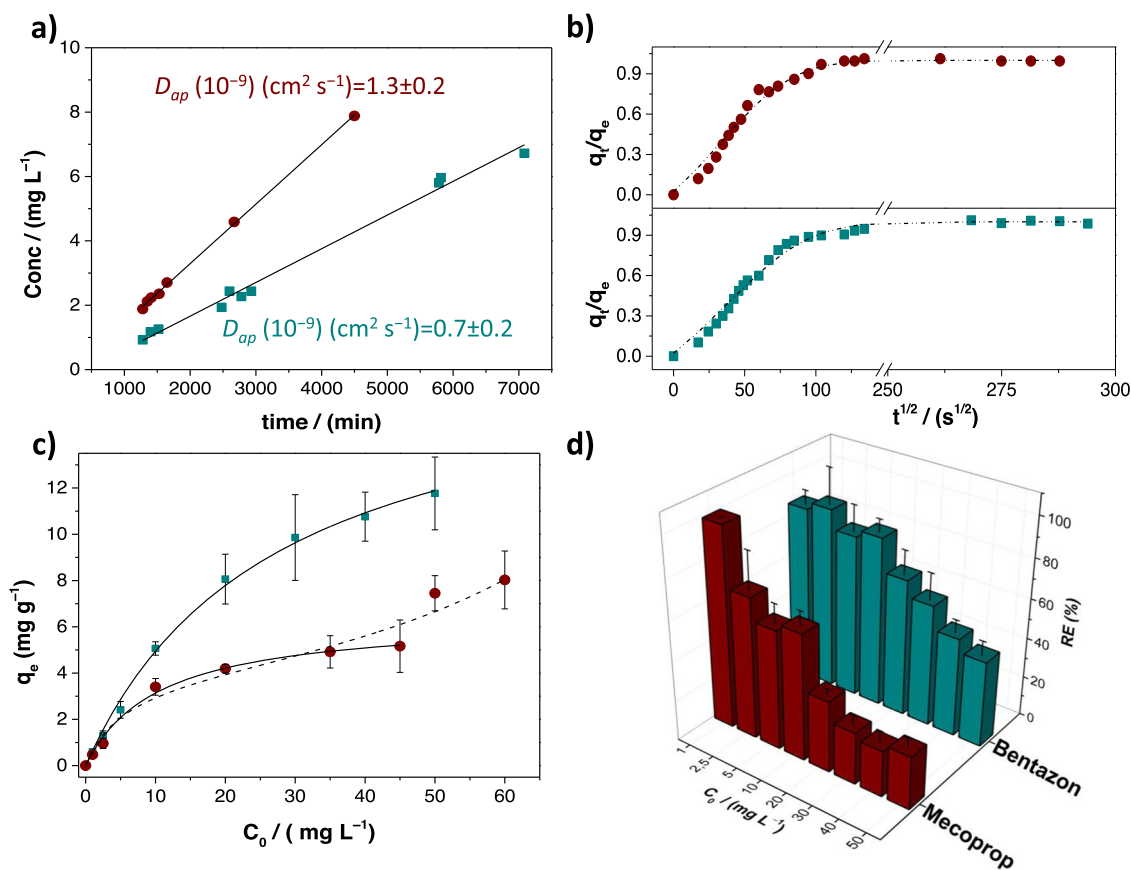 a)
10
8
6
4
2
0
Conc / (mg L⁻¹)
D_ap (10⁻⁹) (cm² s⁻¹)=1.3±0.2
D_ap (10⁻⁹) (cm² s⁻¹)=0.7±0.2
1000 2000 3000 4000 5000 6000 7000
time / (min)
b)
0.9
0.6
0.3
0.0
q_t/q_e
0.9
0.6
0.3
0.0
q_t/q_e
0 50 100 250 275 300
t^1/2 / (s^1/2)
c)
12
10
8
6
4
2
0
q_e (mg g⁻¹)
0 10 20 30 40 50 60
C₀ / ( mg L⁻¹)
d)
100
80
60
40
20
0
RE (%)
1 2.5 5 10 20 30 40 50
C₀ / (mg L⁻¹)
Bentazon
Mecoprop